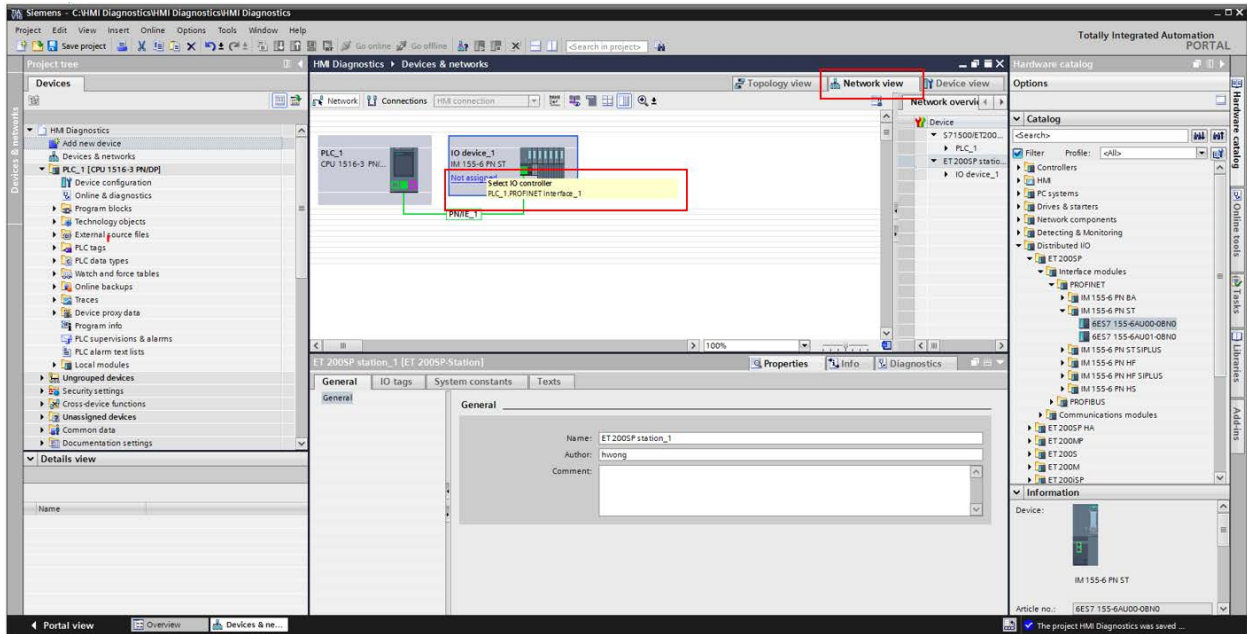 Siemens - C:\HMI Diagnostics\HMI Diagnostics\HMI Diagnostics
Project Edit View Insert Online Options Tools Window Help
Totally Integrated Automation
PORTAL
Save project
Go online
Go offline
<Search in project>
Project tree
Devices
Devices & networks
HMI Diagnostics
Add new device
Devices & networks
PLC_1 [CPU 1516-3 PN/DP]
Device configuration
Online & diagnostics
Program blocks
Technology objects
External source files
PLC tags
PLC data types
Watch and force tables
Online backups
Traces
Device proxy data
Program info
PLC supervisions & alarms
PLC alarm text lists
Local modules
Ungrouped devices
Security settings
Cross-device functions
Unassigned devices
Common data
Documentation settings
Details view
Name
HMI Diagnostics ▸ Devices & networks
Topology view
Network view
Device view
Network
Connections
HMI connection
PLC_1
CPU 1516-3 PN/...
IO device_1
IM 155-6 PN ST
Not assigned
Select IO controller
PLC_1.PROFINET interface_1
PN/IE_1
100%
Network overvi
Device
S71500/ET200...
PLC_1
ET 200SP statio...
IO_device_1
ET 200SP station_1 [ET 200SP-Station]
Properties
Info
Diagnostics
General
IO tags
System constants
Texts
General
General
Name: ET 200SP station_1
Author: hwong
Comment:
Hardware catalog
Options
Catalog
<Search>
Filter
Profile:
<All>
Controllers
HMI
PC systems
Drives & starters
Network components
Detecting & Monitoring
Distributed I/O
ET 200SP
Interface modules
PROFINET
IM 155-6 PN BA
IM 155-6 PN ST
6ES7 155-6AU00-0BN0
6ES7 155-6AU01-0BN0
IM 155-6 PN ST SIPLUS
IM 155-6 PN HF
IM 155-6 PN HF SIPLUS
IM 155-6 PN HS
PROFIBUS
Communications modules
ET 200SP HA
ET 200MP
ET 200S
ET 200M
ET 200iSP
Information
Device:
IM 155-6 PN ST
Article no.: 6ES7 155-6AU00-0BN0
Hardware catalog
Online tools
Tasks
Libraries
Add-ins
Portal view
Overview
Devices & ne...
The project HMI Diagnostics was saved ...